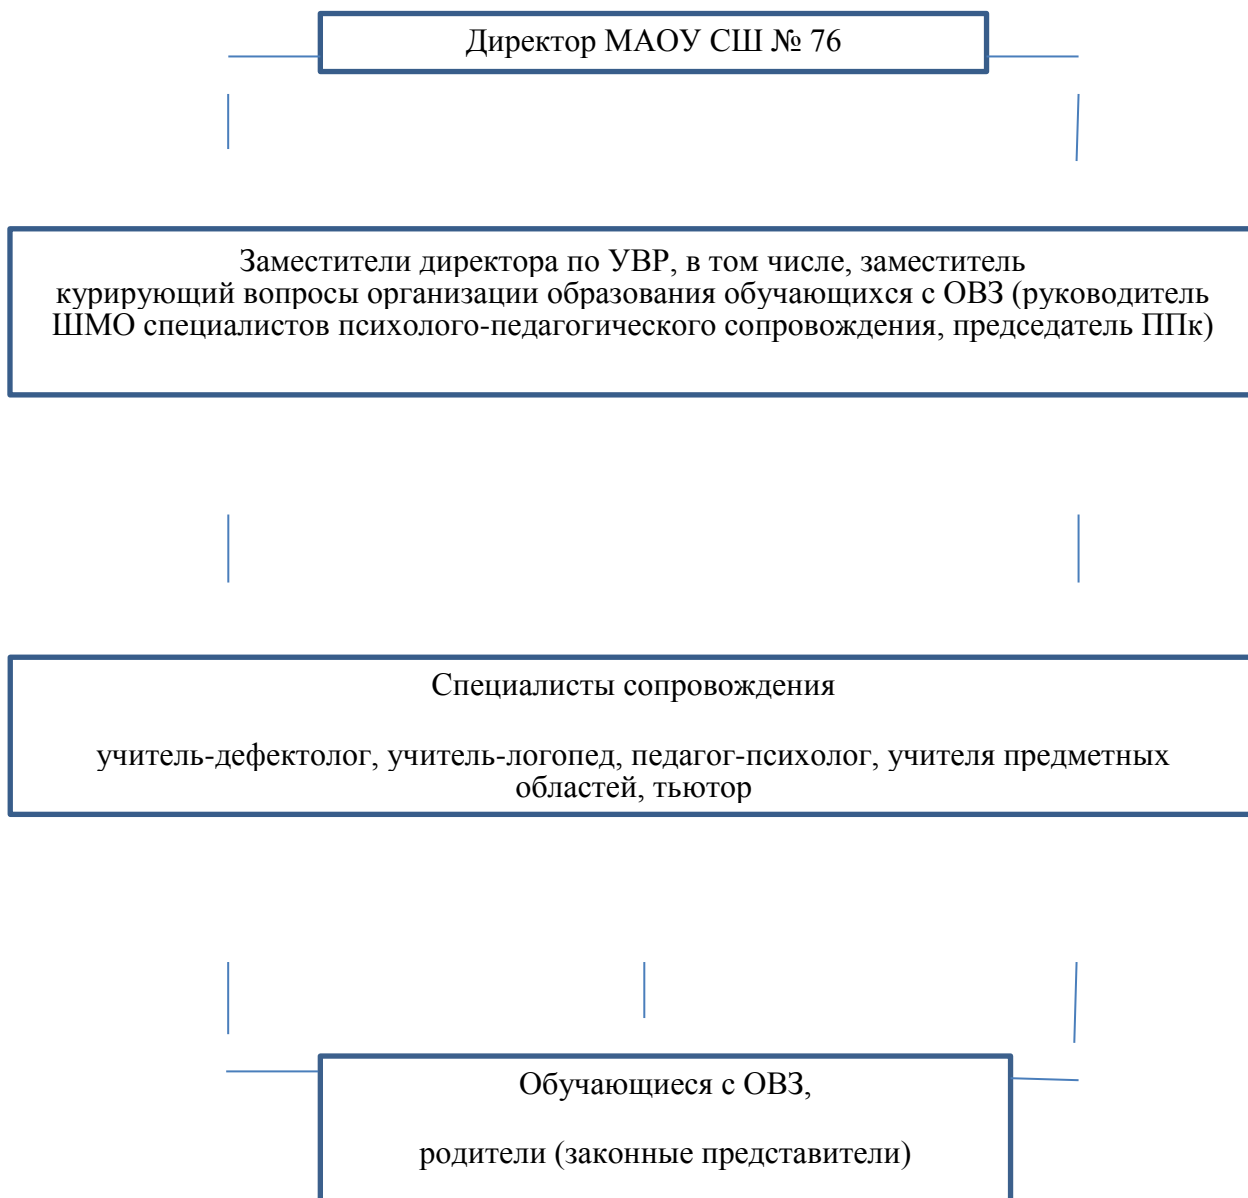 Директор МАОУ СШ № 76
Заместители директора по УВР, в том числе, заместитель
курирующий вопросы организации образования обучающихся с ОВЗ (руководитель
ШМО специалистов психолого-педагогического сопровождения, председатель ППк)
Специалисты сопровождения
учитель-дефектолог, учитель-логопед, педагог-психолог, учителя предметных
областей, тьютор
Обучающиеся с ОВЗ,
родители (законные представители)